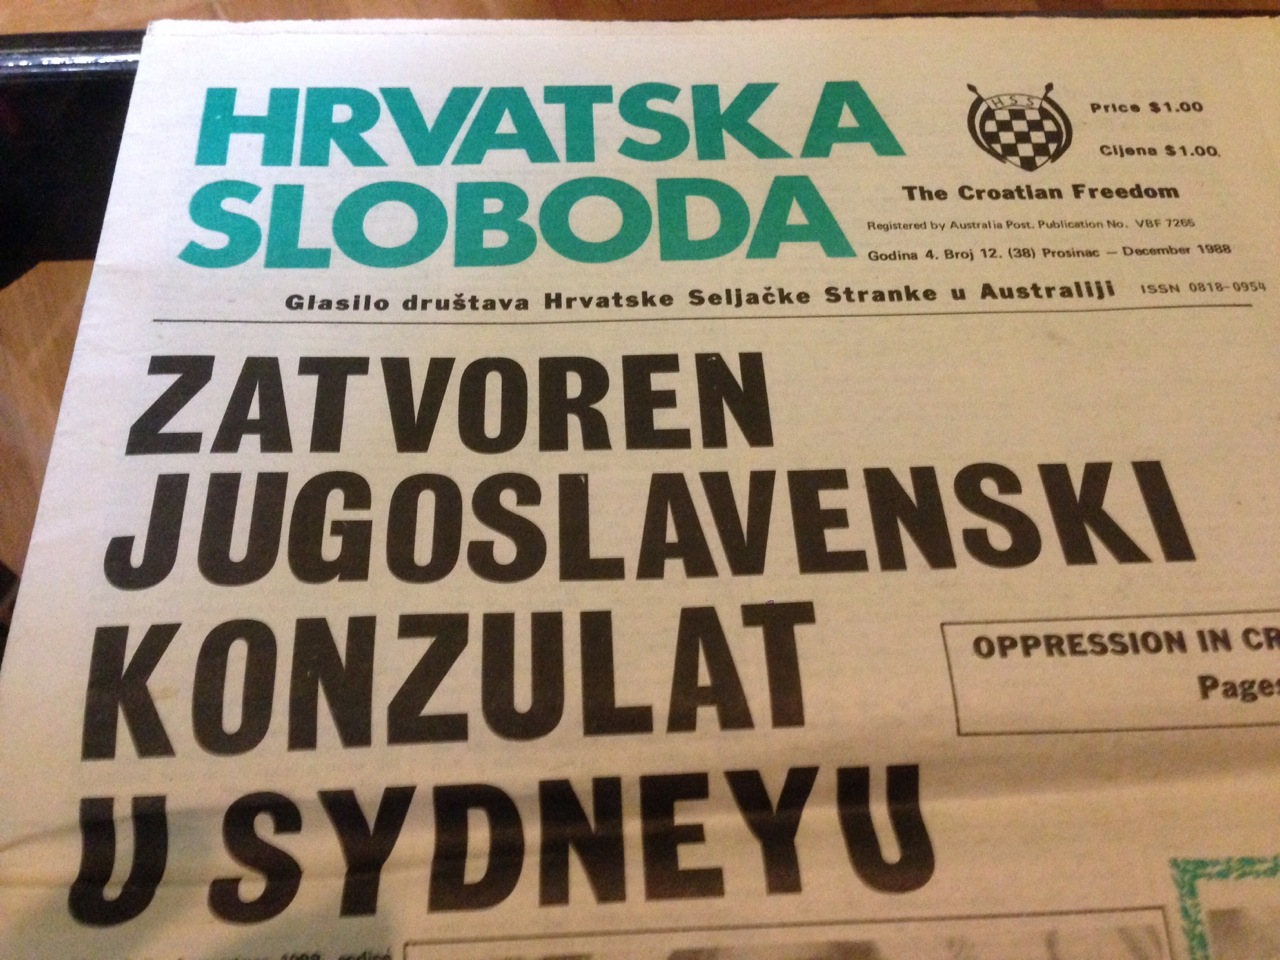 HRVATSKA
SLOBODA
HSS
Price $1.00
Cijena $1.00.
The Croatian Freedom
Registered by Australia Post. Publication No. VBF 7265
Godina 4. Broj 12. (38) Prosinac — December 1988
Glasilo društava Hrvatske Seljačke Stranke u Australiji ISSN 0818-0954
ZATVOREN
JUGOSLAVENSKI
KONZULAT
U SYDNEYU
OPPRESSION IN CR
Pages